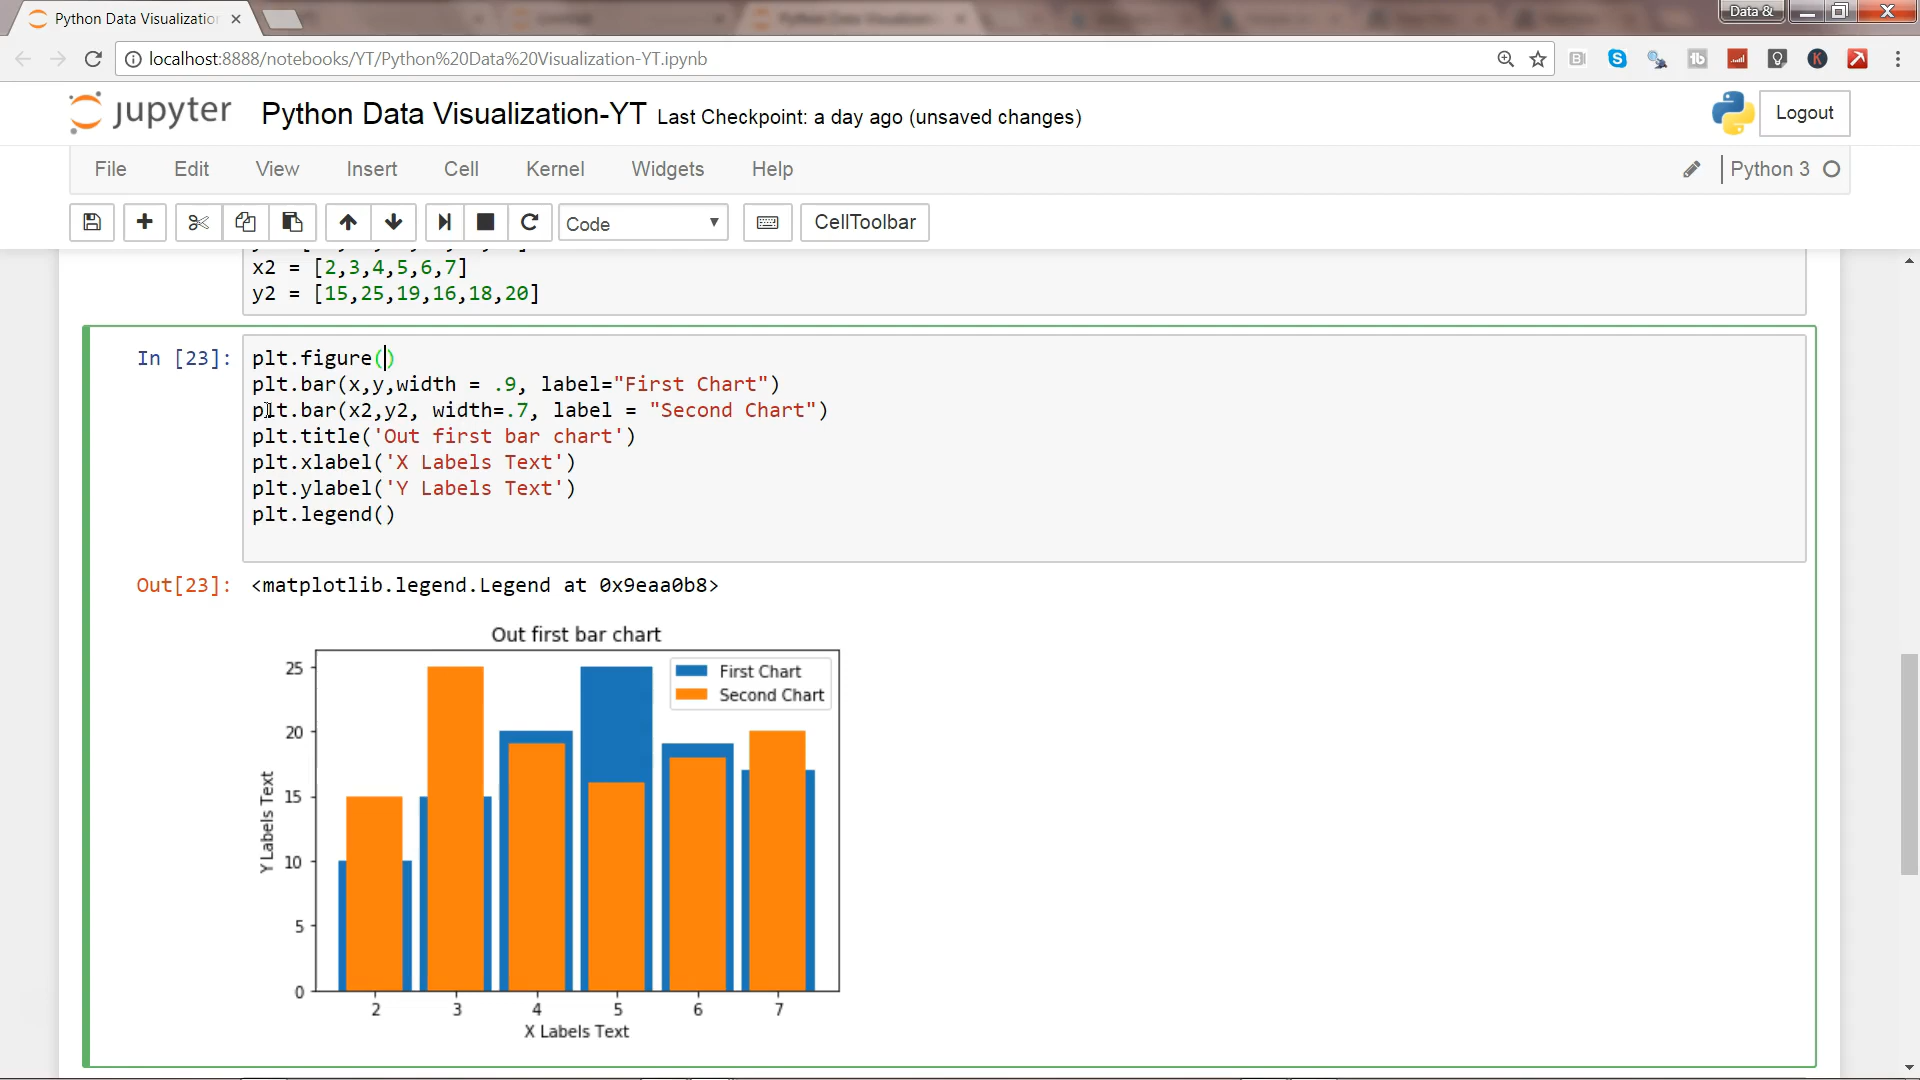 Python Data Visualization
Data &
localhost:8888/notebooks/YT/Python%20Data%20Visualization-YT.ipynb
jupyter Python Data Visualization-YT Last Checkpoint: a day ago (unsaved changes)
Logout
File Edit View Insert Cell Kernel Widgets Help
Python 3
Code
CellToolbar
x2 = [2,3,4,5,6,7]
y2 = [15,25,19,16,18,20]
In [23]: plt.figure()
plt.bar(x,y,width = .9, label="First Chart")
plt.bar(x2,y2, width=.7, label = "Second Chart")
plt.title('Out first bar chart')
plt.xlabel('X Labels Text')
plt.ylabel('Y Labels Text')
plt.legend()
Out[23]: <matplotlib.legend.Legend at 0x9eaa0b8>
Out first bar chart
First Chart
Second Chart
25
20
15
10
5
0
Y Labels Text
2 3 4 5 6 7
X Labels Text